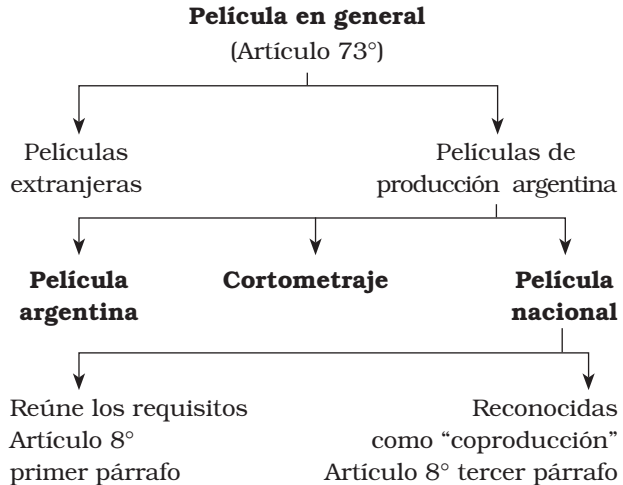 Película en general
(Artículo 73°)
Películas
extranjeras
Películas de
producción argentina
Película
argentina
Cortometraje
Película
nacional
Reúne los requisitos
Artículo 8°
primer párrafo
Reconocidas
como “coproducción”
Artículo 8° tercer párrafo